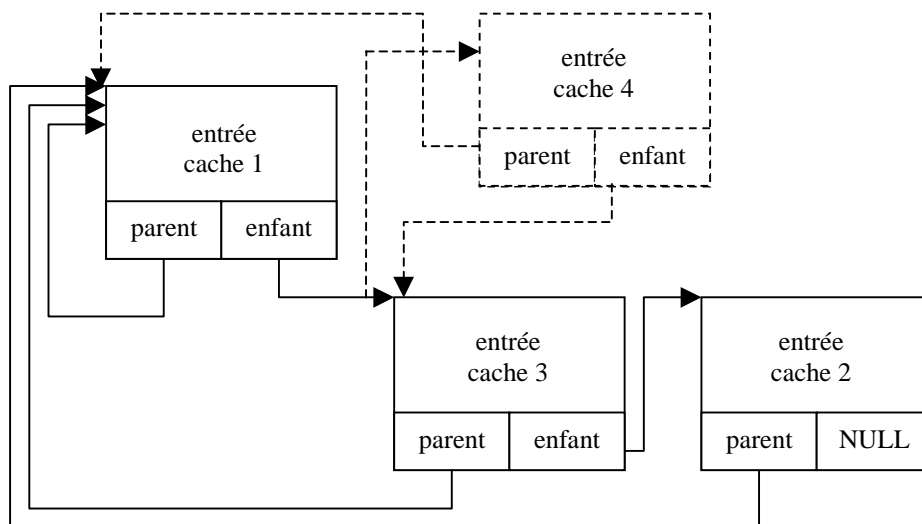 entrée
cache 4
parent
enfant
entrée
cache 1
parent
enfant
entrée
cache 3
parent
enfant
entrée
cache 2
parent
NULL